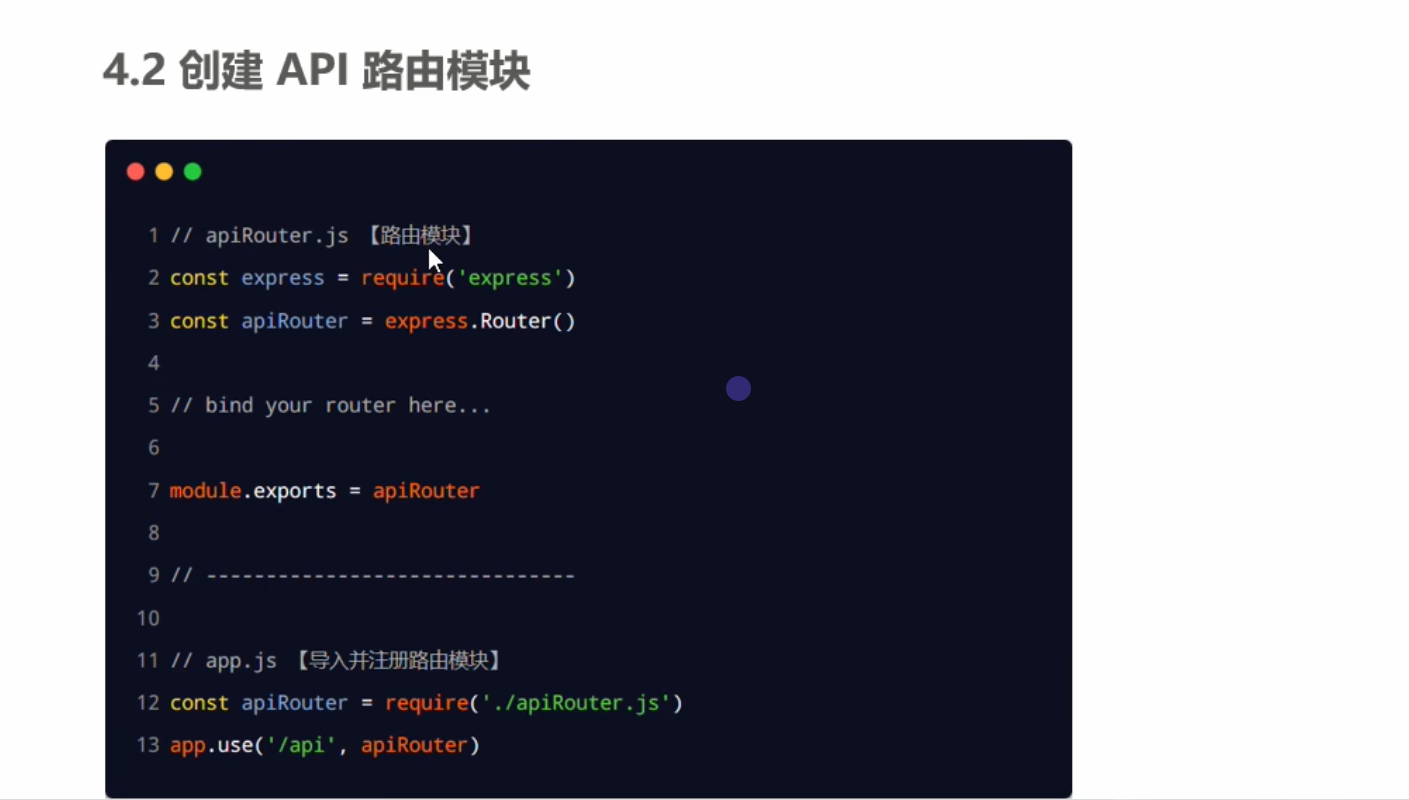 4.2 创建 API 路由模块
1 // apiRouter.js 【路由模块】
2 const express = require('express')
3 const apiRouter = express.Router()
4
5 // bind your router here...
6
7 module.exports = apiRouter
8
9 // -------------------------------
10
11 // app.js 【导入并注册路由模块】
12 const apiRouter = require('./apiRouter.js')
13 app.use('/api', apiRouter)